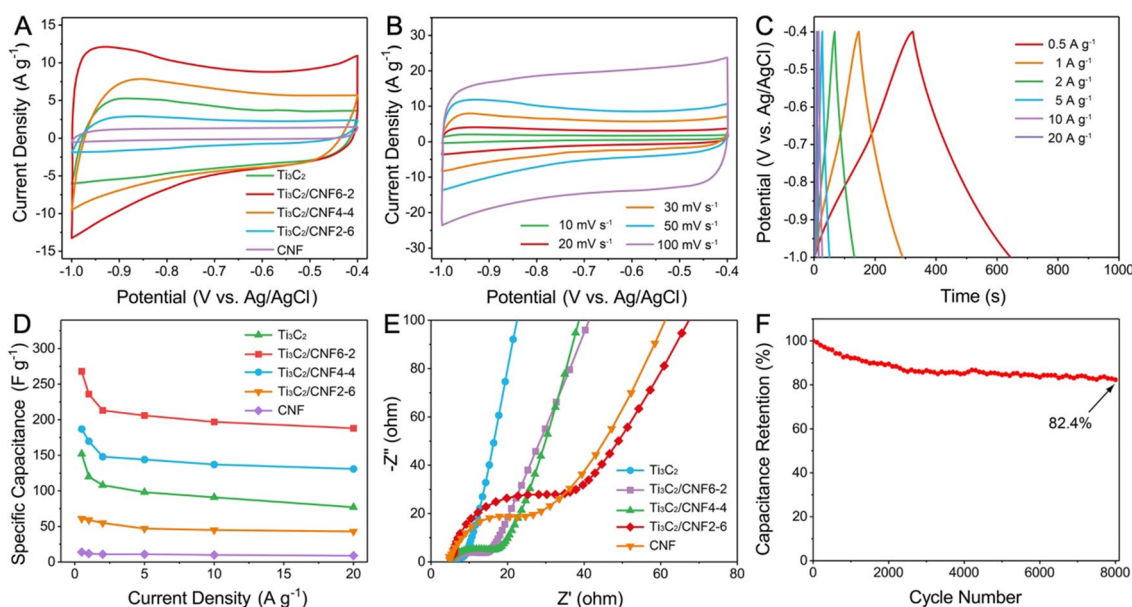 A
Current Density (A g⁻¹)
15
10
5
0
-5
-10
-15
-1.0 -0.9 -0.8 -0.7 -0.6 -0.5 -0.4
Potential (V vs. Ag/AgCl)
Ti₃C₂
Ti₃C₂/CNF6-2
Ti₃C₂/CNF4-4
Ti₃C₂/CNF2-6
CNF
B
Current Density (A g⁻¹)
30
20
10
0
-10
-20
-30
-1.0 -0.9 -0.8 -0.7 -0.6 -0.5 -0.4
Potential (V vs. Ag/AgCl)
10 mV s⁻¹
20 mV s⁻¹
30 mV s⁻¹
50 mV s⁻¹
100 mV s⁻¹
C
Potential (V vs. Ag/AgCl)
-0.4
-0.5
-0.6
-0.7
-0.8
-0.9
-1.0
0 200 400 600 800 1000
Time (s)
0.5 A g⁻¹
1 A g⁻¹
2 A g⁻¹
5 A g⁻¹
10 A g⁻¹
20 A g⁻¹
D
Specific Capacitance (F g⁻¹)
350
300
250
200
150
100
50
0
0 5 10 15 20
Current Density (A g⁻¹)
Ti₃C₂
Ti₃C₂/CNF6-2
Ti₃C₂/CNF4-4
Ti₃C₂/CNF2-6
CNF
E
-Z'' (ohm)
100
80
60
40
20
0
0 20 40 60 80
Z' (ohm)
Ti₃C₂
Ti₃C₂/CNF6-2
Ti₃C₂/CNF4-4
Ti₃C₂/CNF2-6
CNF
F
Capacitance Retention (%)
100
80
60
40
20
0
0 2000 4000 6000 8000
Cycle Number
82.4%